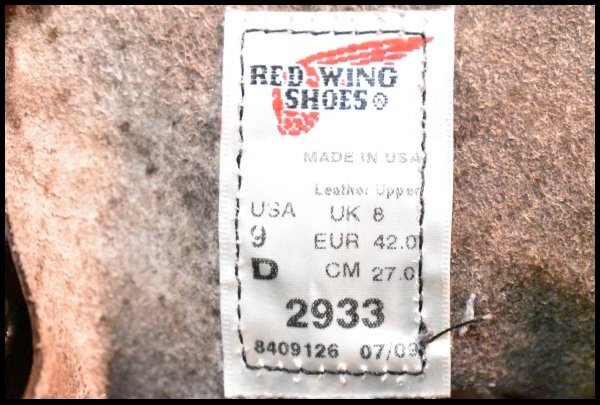 RED WING
SHOES®
MADE IN USA
Leather Upper
USA UK 8
9 EUR 42.0
D CM 27.0
2933
8409126 07/09